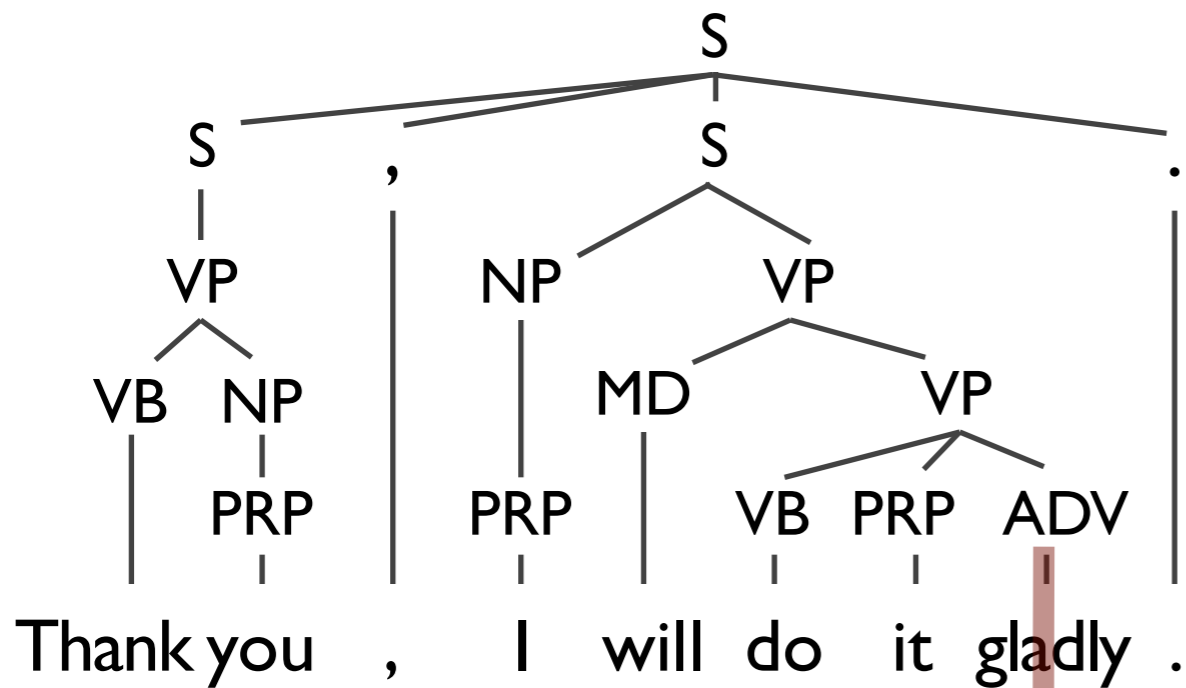 S
S , S .
VP NP VP
VB NP MD VP
PRP PRP VB PRP ADV
Thank you , I will do it gladly .